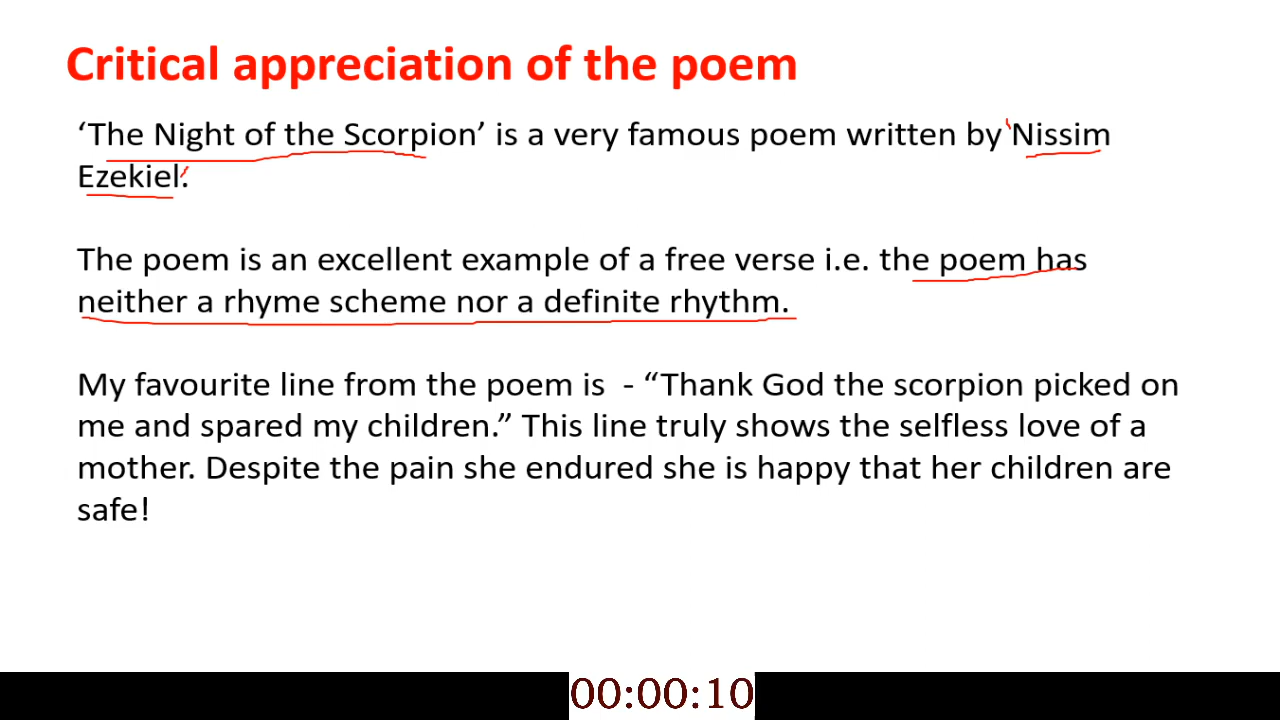 Critical appreciation of the poem
‘The Night of the Scorpion’ is a very famous poem written by 'Nissim
Ezekiel'.
The poem is an excellent example of a free verse i.e. the poem has
neither a rhyme scheme nor a definite rhythm.
My favourite line from the poem is - “Thank God the scorpion picked on
me and spared my children.” This line truly shows the selfless love of a
mother. Despite the pain she endured she is happy that her children are
safe!
00:00:10